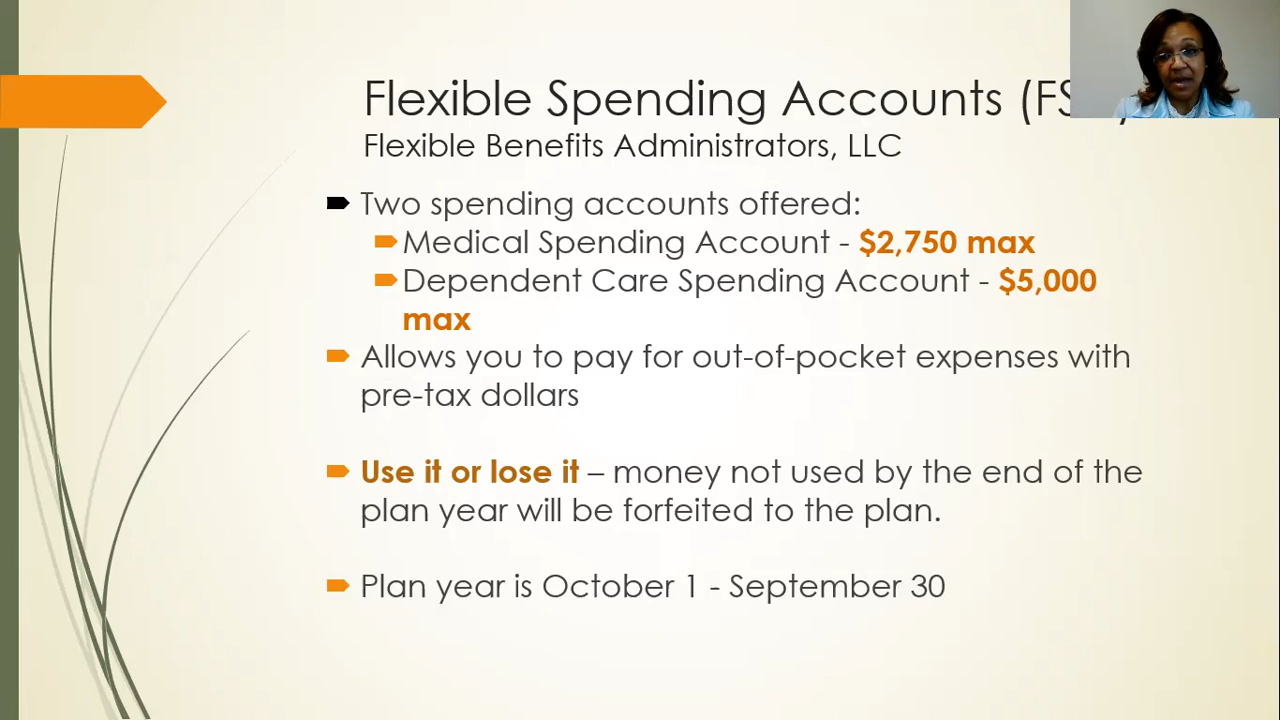 Flexible Spending Accounts
Flexible Benefits Administrators, LLC
Two spending accounts offered:
Medical Spending Account - $2,750 max
Dependent Care Spending Account - $5,000
max
Allows you to pay for out-of-pocket expenses with
pre-tax dollars
Use it or lose it – money not used by the end of the
plan year will be forfeited to the plan.
Plan year is October 1 - September 30